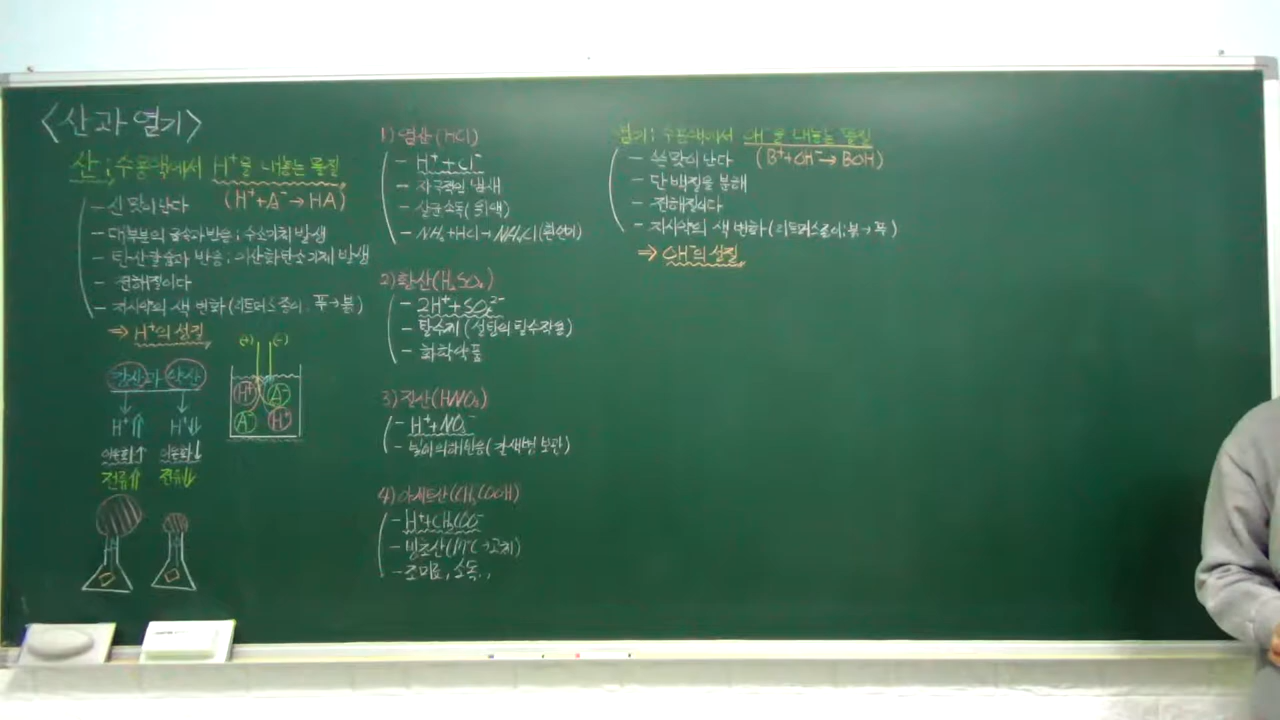 <산과 염기>
산 ; 수용액에서 H⁺을 내놓는 물질
- 신 맛이 난다 (H⁺+A⁻→HA)
- 대부분의 금속과 반응 ; 수소기체 발생
- 탄산칼슘과 반응 ; 이산화탄소기체 발생
- 전해질이다
- 지시약의 색 변화 (리트머스 종이 ; 푸→붉)
⇒ H⁺의 성질
강산과 약산
H⁺⇈ H⁺⇊
이온화↑ 이온화↓
전류⇈ 전류⇊
(+) (-)
H⁺ A⁻
A⁻ H⁺
1) 염산 (HCl)
- H⁺+Cl⁻
- 자극적인 냄새
- 살균소독 (위액)
- NH₃+HCl→NH₄Cl (흰연기)
2) 황산 (H₂SO₄)
- 2H⁺+SO₄²⁻
- 탈수제 (설탕의 탈수작용)
- 화학약품
3) 질산 (HNO₃)
- H⁺+NO₃⁻
- 빛에의해 반응 (갈색병 보관)
4) 아세트산 (CH₃COOH)
- H⁺+CH₃COO⁻
- 빙초산 (17℃→고체)
- 조미료, 소독,,
염기 ; 수용액에서 OH⁻을 내놓는 물질
- 쓴 맛이 난다 (B⁺+OH⁻→BOH)
- 단백질을 분해
- 전해질이다
- 지시약의 색 변화 (리트머스종이; 붉→푸)
⇒ OH⁻의 성질